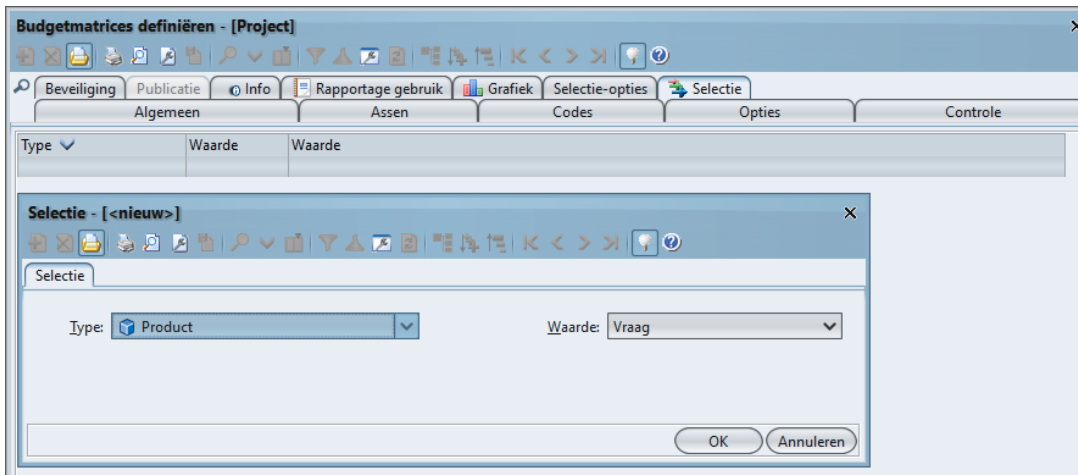 Budgetmatrices definiëren - [Project]
Beveiliging Publicatie Info Rapportage gebruik Grafiek Selectie-opties Selectie
Algemeen Assen Codes Opties Controle
Type Waarde Waarde
Selectie - [<nieuw>]
Selectie
Type: Product Waarde: Vraag
OK Annuleren